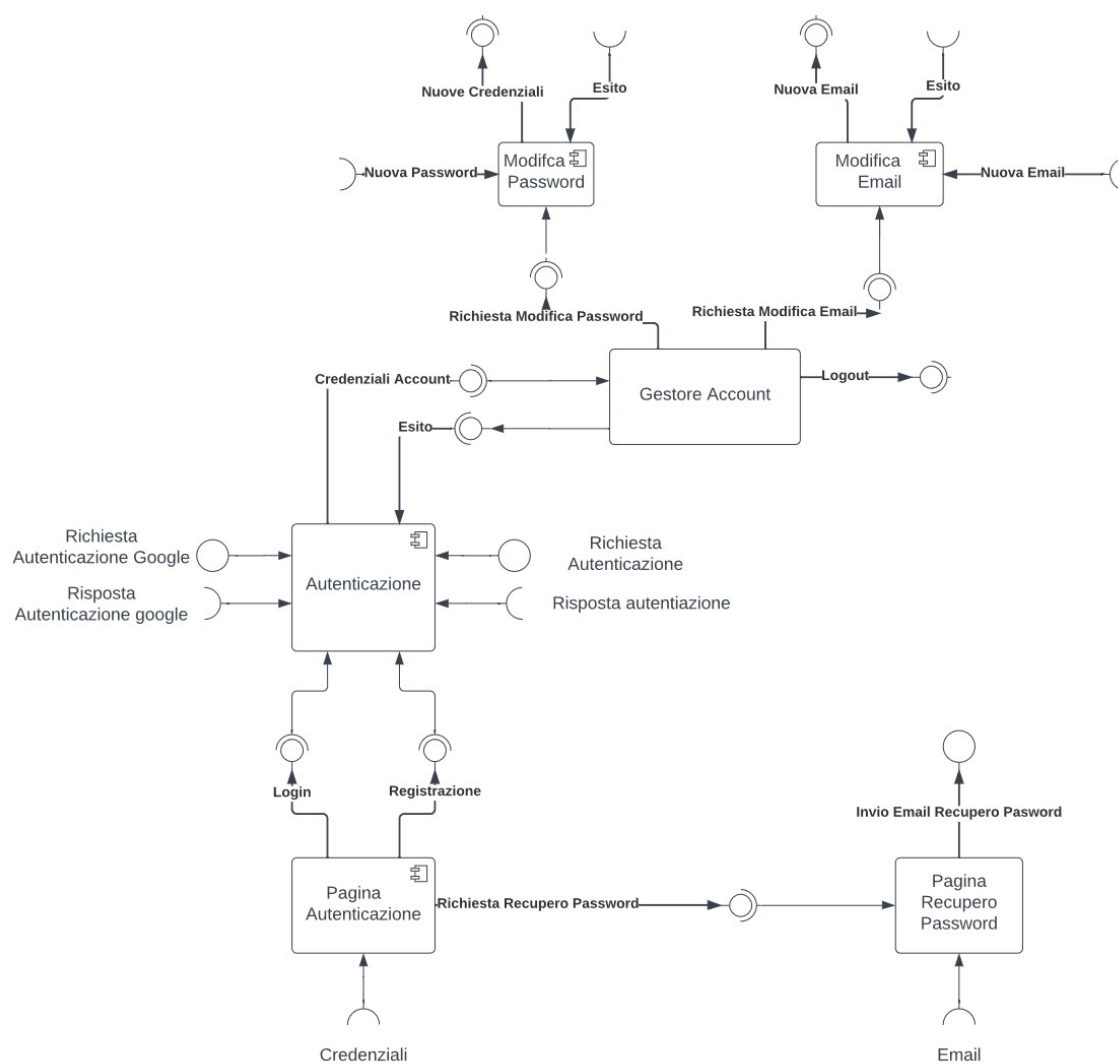 Nuove Credenziali
Esito
Nuova Email
Esito
Modifca
Password
Modifica
Email
Nuova Password
Nuova Email
Richiesta Modifica Password
Richiesta Modifica Email
Credenziali Account
Logout
Gestore Account
Esito
Richiesta
Autenticazione Google
Richiesta
Autenticazione
Autenticazione
Risposta
Autenticazione google
Risposta autentiazione
Login
Registrazione
Invio Email Recupero Pasword
Pagina
Autenticazione
Richiesta Recupero Password
Pagina
Recupero
Password
Credenziali
Email